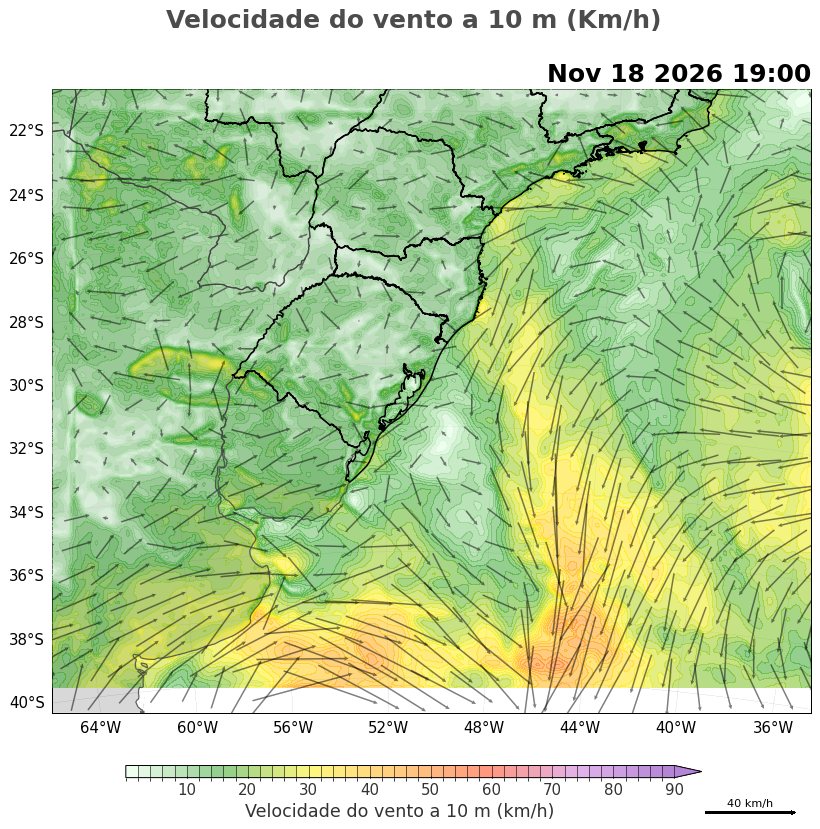 Velocidade do vento a 10 m (Km/h)
Nov 18 2026 19:00
22°S
24°S
26°S
28°S
30°S
32°S
34°S
36°S
38°S
40°S
64°W 60°W 56°W 52°W 48°W 44°W 40°W 36°W
10 20 30 40 50 60 70 80 90
Velocidade do vento a 10 m (km/h)
40 km/h